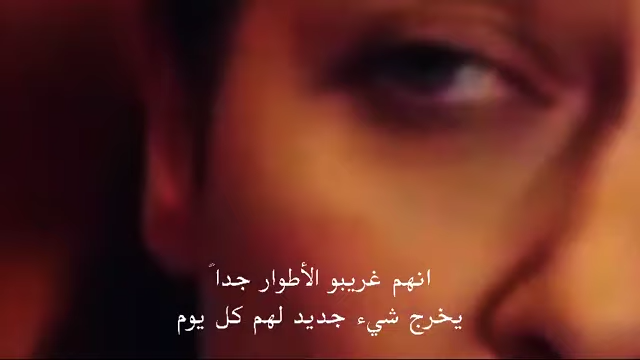 انهم غريبو الأطوار جداً
يخرج شيء جديد لهم كل يوم